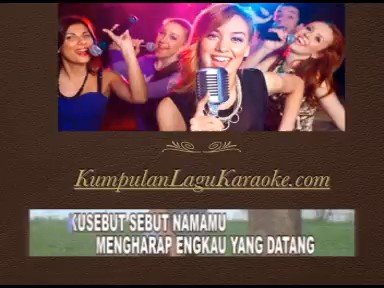 KumpulanLaguKaraoke.com
KUSEBUT SEBUT NAMAMU
MENGHARAP ENGKAU YANG DATANG